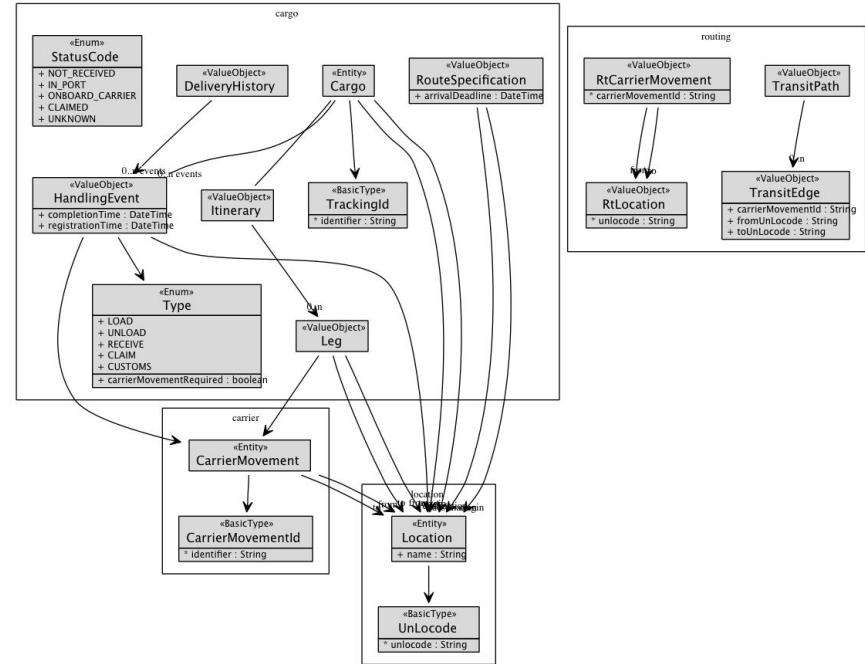 cargo
«Enum»
StatusCode
+ NOT_RECEIVED
+ IN_PORT
+ ONBOARD_CARRIER
+ CLAIMED
+ UNKNOWN
«ValueObject»
DeliveryHistory
«Entity»
Cargo
«ValueObject»
RouteSpecification
+ arrivalDeadline : DateTime
0..n events
0..n events
«ValueObject»
HandlingEvent
+ completionTime : DateTime
+ registrationTime : DateTime
«ValueObject»
Itinerary
«BasicType»
TrackingId
* identifier : String
«Enum»
Type
+ LOAD
+ UNLOAD
+ RECEIVE
+ CLAIM
+ CUSTOMS
+ carrierMovementRequired : boolean
0..n
«ValueObject»
Leg
routing
«ValueObject»
RtCarrierMovement
* carrierMovementId : String
«ValueObject»
TransitPath
«ValueObject»
RtLocation
* unlocode : String
0..n
«ValueObject»
TransitEdge
+ carrierMovementId : String
+ fromUnLocode : String
+ toUnLocode : String
carrier
«Entity»
CarrierMovement
«BasicType»
CarrierMovementId
* identifier : String
location
«Entity»
Location
+ name : String
«BasicType»
UnLocode
* unlocode : String